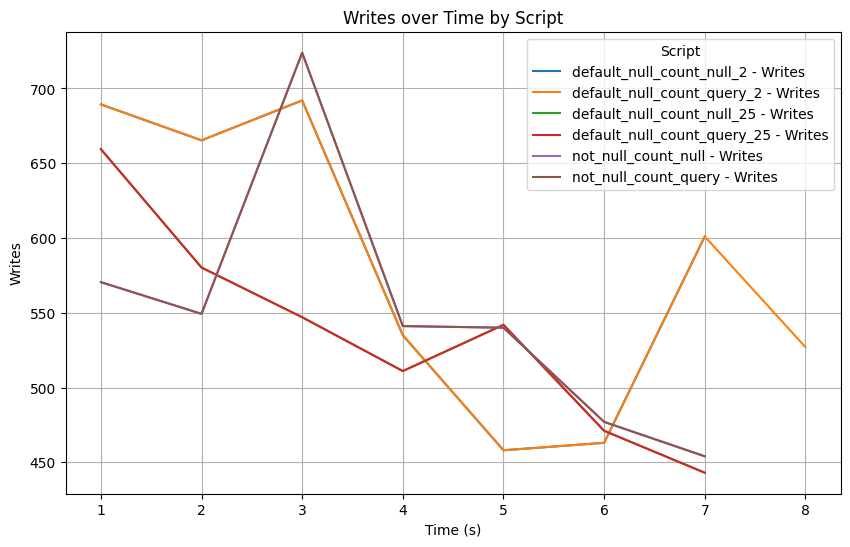 Writes over Time by Script
Script
default_null_count_null_2 - Writes
default_null_count_query_2 - Writes
default_null_count_null_25 - Writes
default_null_count_query_25 - Writes
not_null_count_null - Writes
not_null_count_query - Writes
Writes
700
650
600
550
500
450
1 2 3 4 5 6 7 8
Time (s)